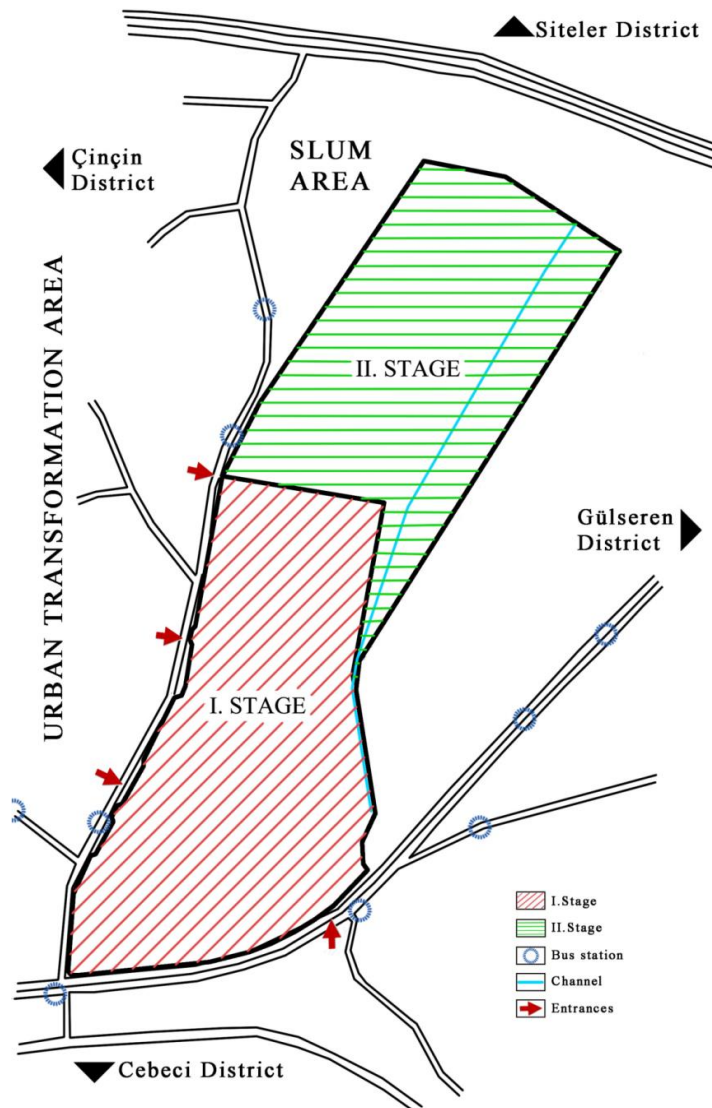 Siteler District
Çinçin
District
SLUM
AREA
URBAN TRANSFORMATION AREA
II. STAGE
Gülseren
District
I. STAGE
I.Stage
II.Stage
Bus station
Channel
Entrances
Cebeci District